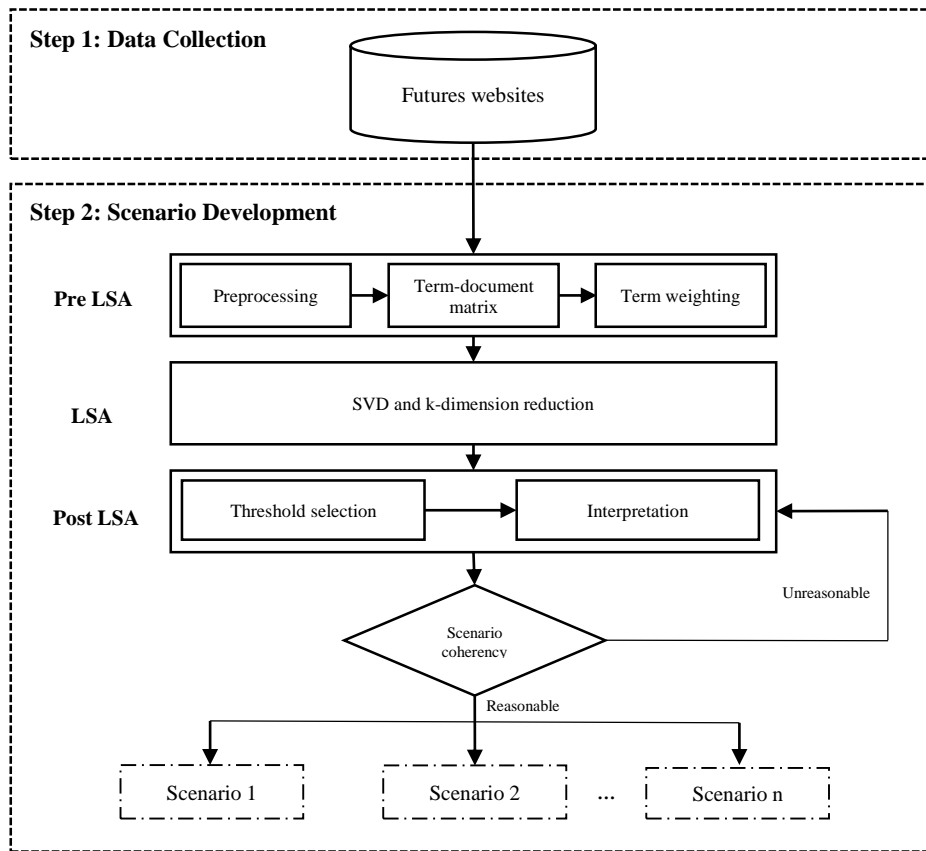 Step 1: Data Collection
Futures websites
Step 2: Scenario Development
Pre LSA
Preprocessing
Term-document
matrix
Term weighting
LSA
SVD and k-dimension reduction
Post LSA
Threshold selection
Interpretation
Unreasonable
Scenario
coherency
Reasonable
Scenario 1
Scenario 2
...
Scenario n